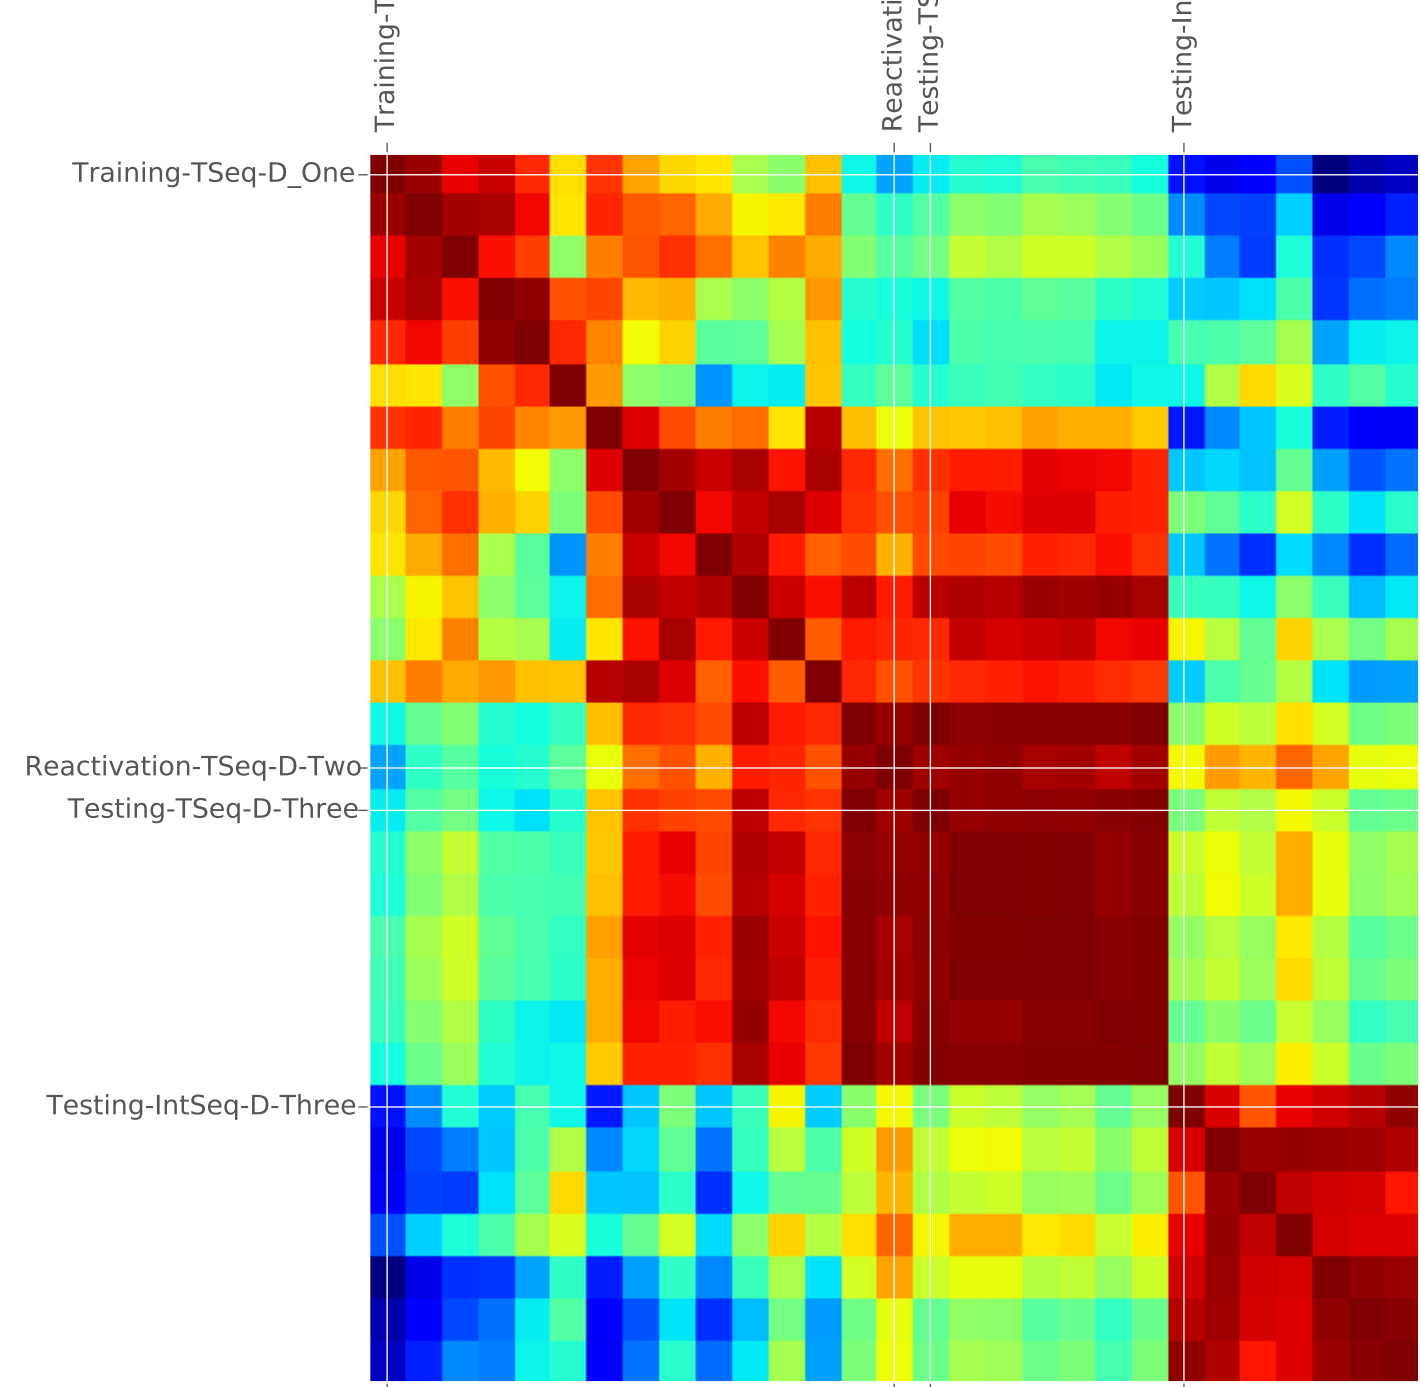 Training-T
Reactivati
Testing-TS
Testing-In
Training-TSeq-D_One
Reactivation-TSeq-D-Two
Testing-TSeq-D-Three
Testing-IntSeq-D-Three